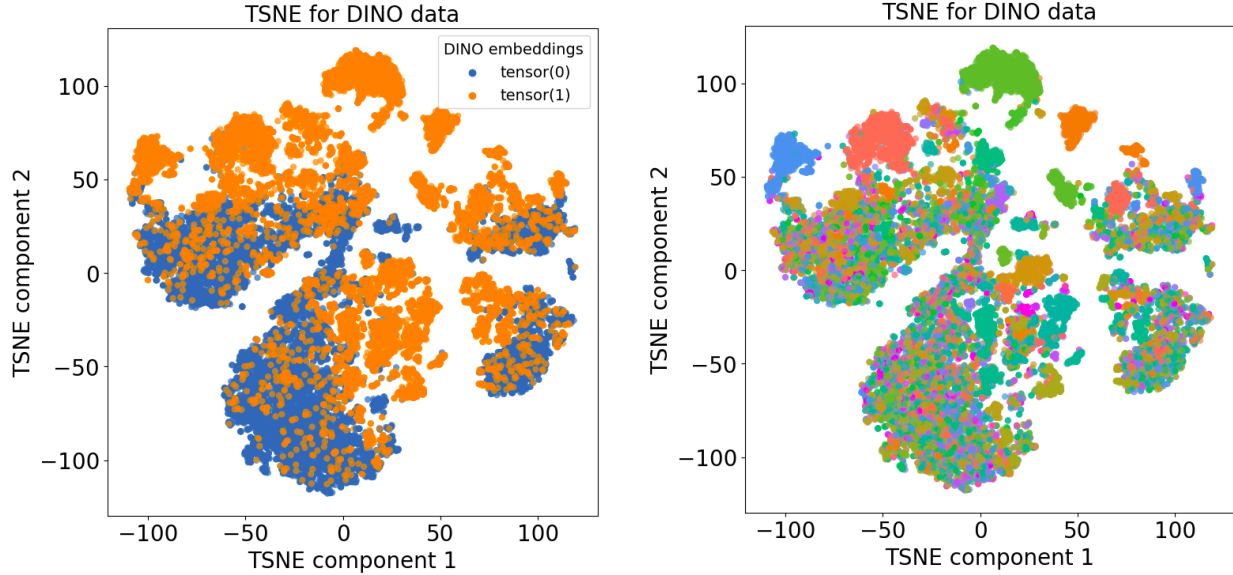 TSNE for DINO data
DINO embeddings
tensor(0)
tensor(1)
100
50
0
−50
−100
TSNE component 2
−100
−50
0
50
100
TSNE component 1
TSNE for DINO data
100
50
0
−50
−100
TSNE component 2
−100
−50
0
50
100
TSNE component 1